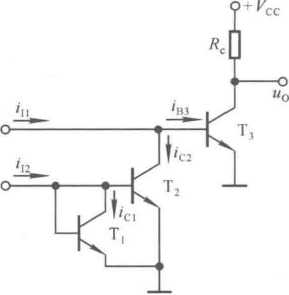 +V_CC
R_c
u_O
i_I1
i_B3
T_3
i_C2
i_I2
T_2
i_C1
T_1